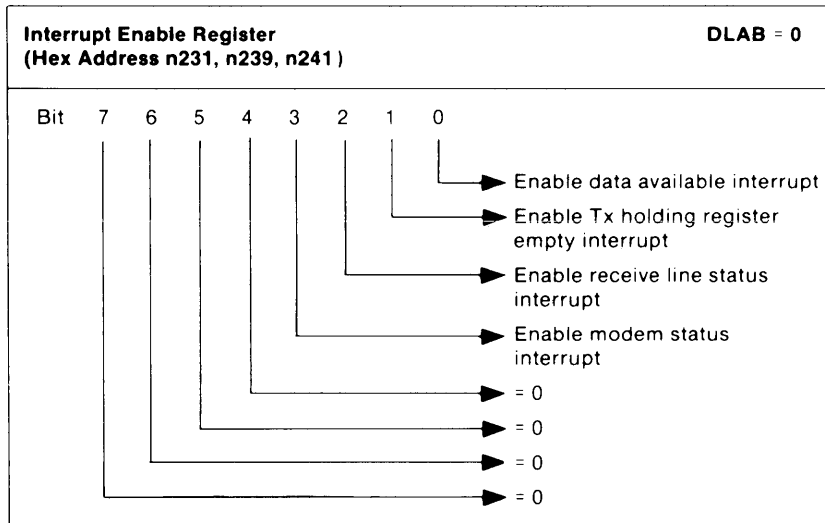 Interrupt Enable Register DLAB = 0
(Hex Address n231, n239, n241)
Bit 7 6 5 4 3 2 1 0
Enable data available interrupt
Enable Tx holding register
empty interrupt
Enable receive line status
interrupt
Enable modem status
interrupt
= 0
= 0
= 0
= 0